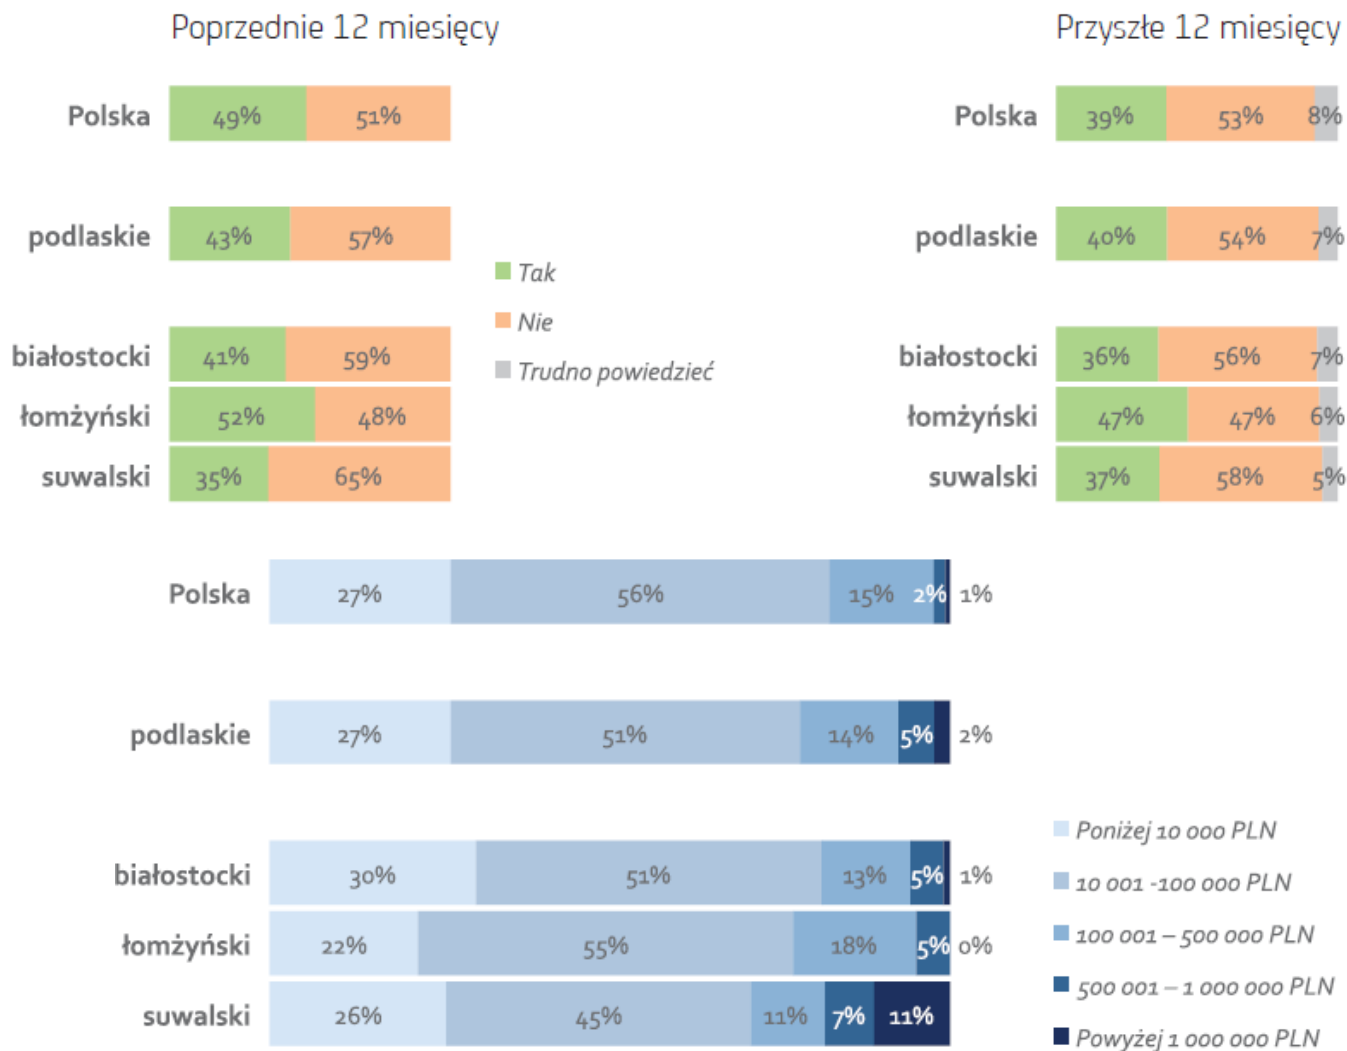 Poprzednie 12 miesięcy
Przyszłe 12 miesięcy
Polska 49% 51%
Polska 39% 53% 8%
podlaskie 43% 57%
podlaskie 40% 54% 7%
Tak
Nie
Trudno powiedzieć
białostocki 41% 59%
białostocki 36% 56% 7%
łomżyński 52% 48%
łomżyński 47% 47% 6%
suwalski 35% 65%
suwalski 37% 58% 5%
Polska 27% 56% 15% 2% 1%
podlaskie 27% 51% 14% 5% 2%
białostocki 30% 51% 13% 5% 1%
łomżyński 22% 55% 18% 5% 0%
suwalski 26% 45% 11% 7% 11%
Poniżej 10 000 PLN
10 001 -100 000 PLN
100 001 – 500 000 PLN
500 001 – 1 000 000 PLN
Powyżej 1 000 000 PLN